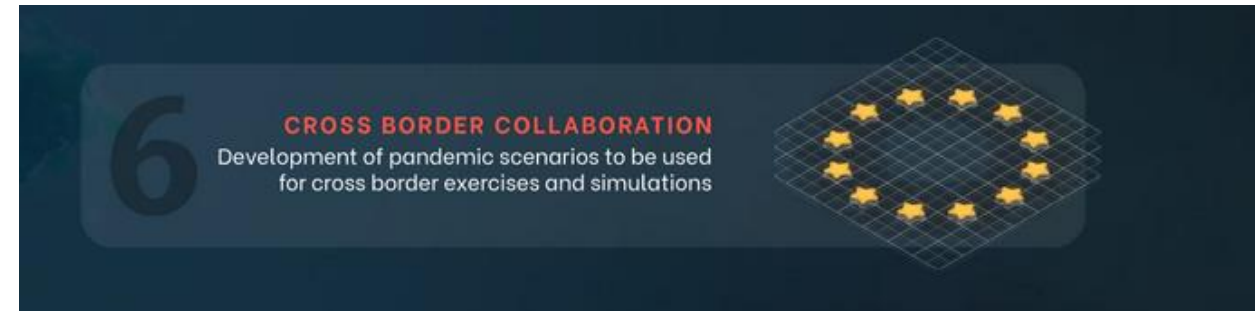 6
CROSS BORDER COLLABORATION
Development of pandemic scenarios to be used
for cross border exercises and simulations